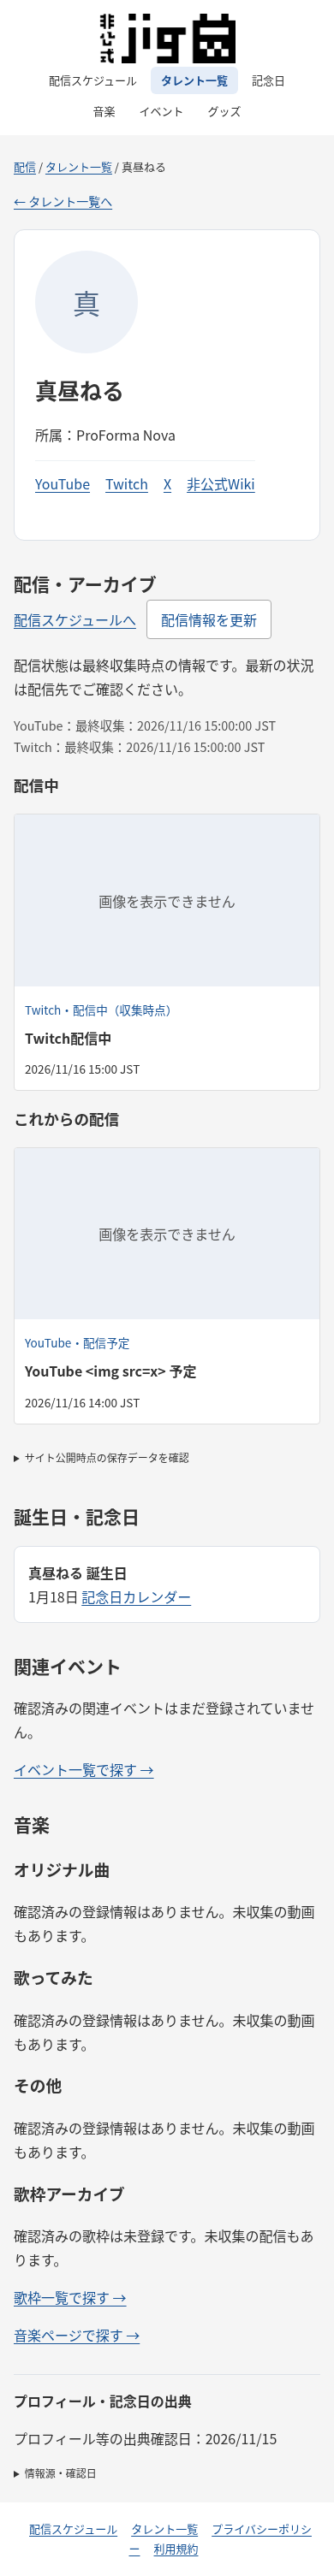 非公式 jig
配信スケジュール タレント一覧 記念日
音楽 イベント グッズ
配信 / タレント一覧 / 真昼ねる
← タレント一覧へ
真
真昼ねる
所属：ProForma Nova
YouTube Twitch X 非公式Wiki
配信・アーカイブ
配信スケジュールへ 配信情報を更新
配信状態は最終収集時点の情報です。最新の状況
は配信先でご確認ください。
YouTube：最終収集：2026/11/16 15:00:00 JST
Twitch：最終収集：2026/11/16 15:00:00 JST
配信中
画像を表示できません
Twitch・配信中（収集時点）
Twitch配信中
2026/11/16 15:00 JST
これからの配信
画像を表示できません
YouTube・配信予定
YouTube <img src=x> 予定
2026/11/16 14:00 JST
▶ サイト公開時点の保存データを確認
誕生日・記念日
真昼ねる 誕生日
1月18日 記念日カレンダー
関連イベント
確認済みの関連イベントはまだ登録されていませ
ん。
イベント一覧で探す →
音楽
オリジナル曲
確認済みの登録情報はありません。未収集の動画
もあります。
歌ってみた
確認済みの登録情報はありません。未収集の動画
もあります。
その他
確認済みの登録情報はありません。未収集の動画
もあります。
歌枠アーカイブ
確認済みの歌枠は未登録です。未収集の配信もあ
ります。
歌枠一覧で探す →
音楽ページで探す →
プロフィール・記念日の出典
プロフィール等の出典確認日：2026/11/15
▶ 情報源・確認日
配信スケジュール タレント一覧 プライバシーポリシ
ー 利用規約